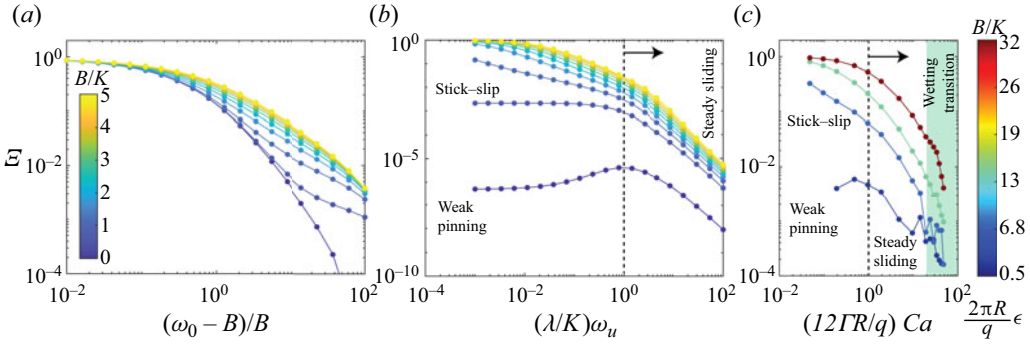 (a)
(b)
(c)
B/K
32
26
19
13
6.8
0.5
10^0
10^-2
10^-4
Ξ
B/K
5
4
3
2
1
0
10^-2
10^0
10^2
(ω0 – B)/B
10^0
10^-5
10^-10
Stick–slip
Weak
pinning
Steady sliding
10^-4
10^-2
10^0
10^2
(λ/K)ωu
10^0
10^-2
10^-4
Stick–slip
Weak
pinning
Steady
sliding
Wetting
transition
10^0
10^2
(12ΓR/q) Ca
2πR/q ϵ